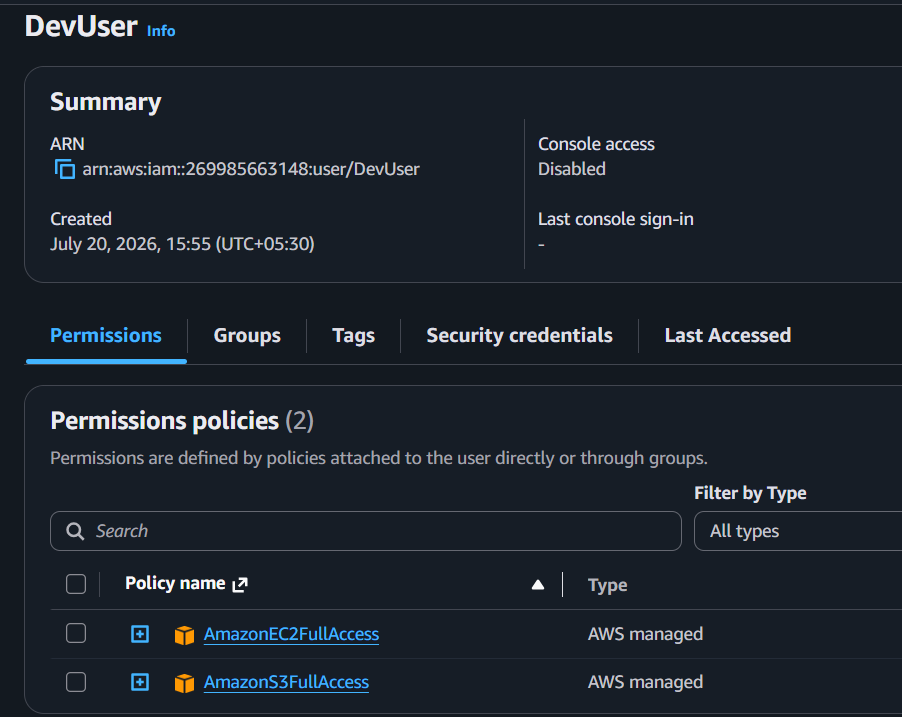 DevUser Info
Summary
ARN
arn:aws:iam::269985663148:user/DevUser
Created
July 20, 2026, 15:55 (UTC+05:30)
Console access
Disabled
Last console sign-in
-
Permissions Groups Tags Security credentials Last Accessed
Permissions policies (2)
Permissions are defined by policies attached to the user directly or through groups.
Filter by Type
Search All types
Policy name Type
AmazonEC2FullAccess AWS managed
AmazonS3FullAccess AWS managed